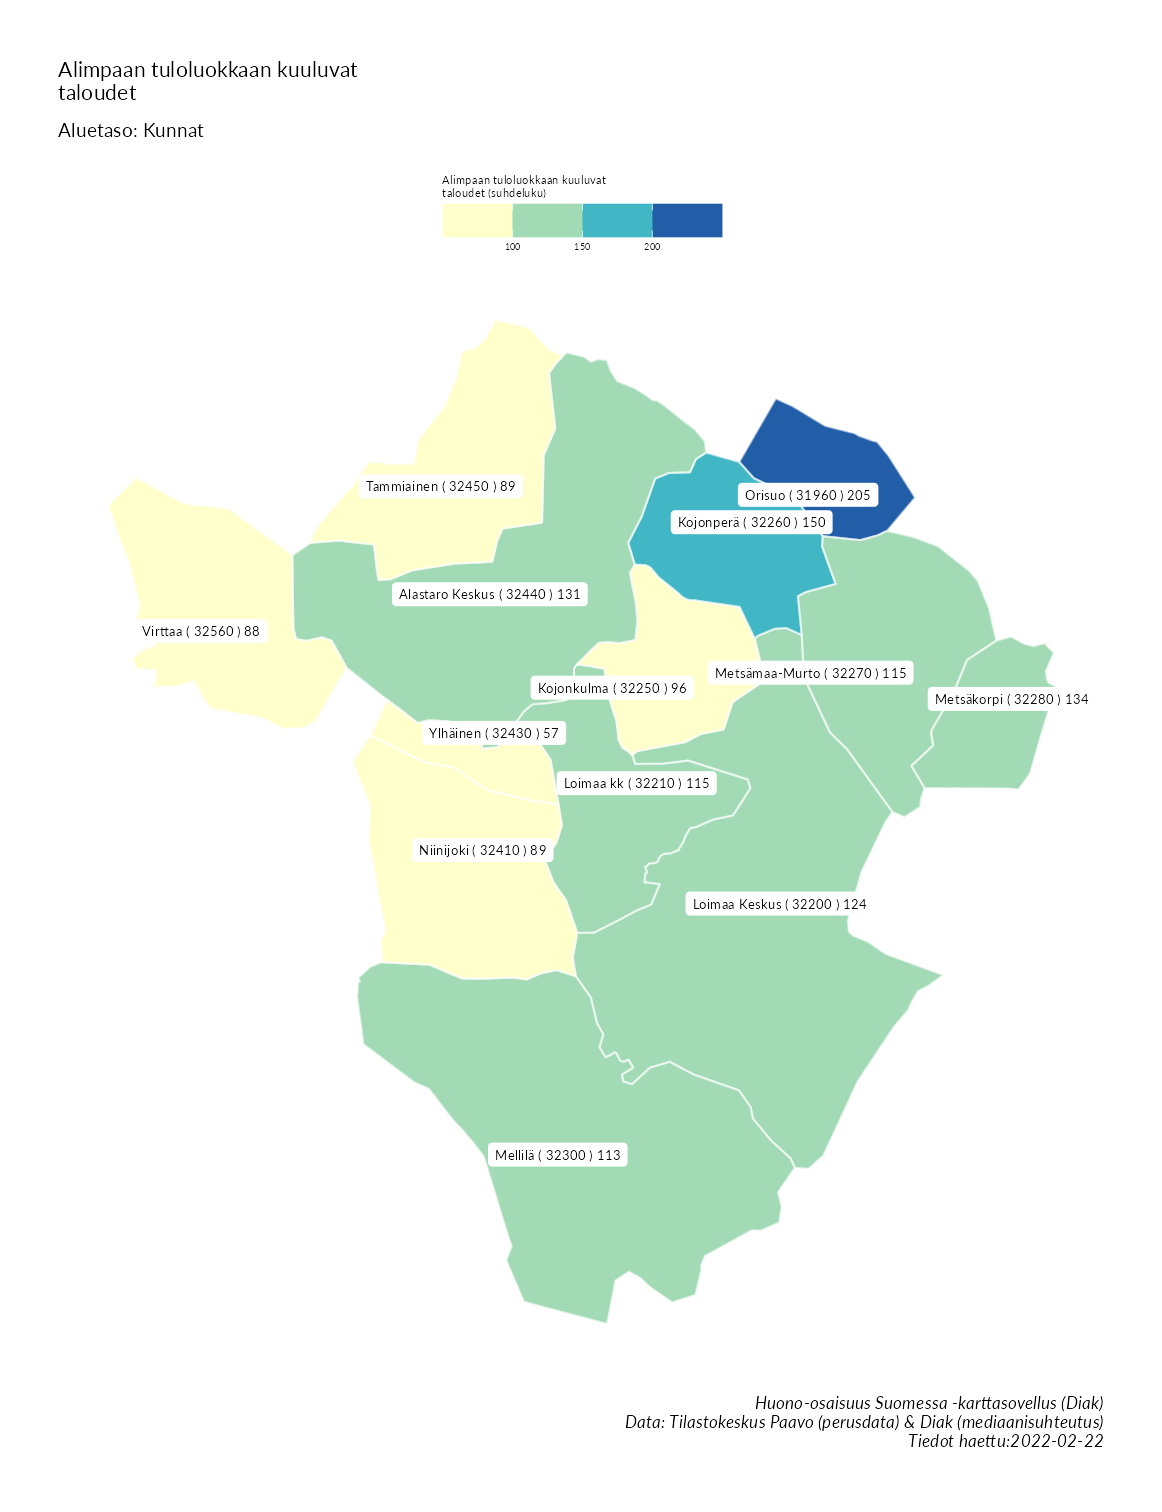 Alimpaan tuloluokkaan kuuluvat
taloudet
Aluetaso: Kunnat
Alimpaan tuloluokkaan kuuluvat
taloudet (suhdeluku)
100 150 200
Tammiainen ( 32450 ) 89
Orisuo ( 31960 ) 205
Kojonperä ( 32260 ) 150
Alastaro Keskus ( 32440 ) 131
Virttaa ( 32560 ) 88
Metsämaa-Murto ( 32270 ) 115
Kojonkulma ( 32250 ) 96
Metsäkorpi ( 32280 ) 134
Ylhäinen ( 32430 ) 57
Loimaa kk ( 32210 ) 115
Niinijoki ( 32410 ) 89
Loimaa Keskus ( 32200 ) 124
Mellilä ( 32300 ) 113
Huono-osaisuus Suomessa -karttasovellus (Diak)
Data: Tilastokeskus Paavo (perusdata) & Diak (mediaanisuhteutus)
Tiedot haettu:2022-02-22